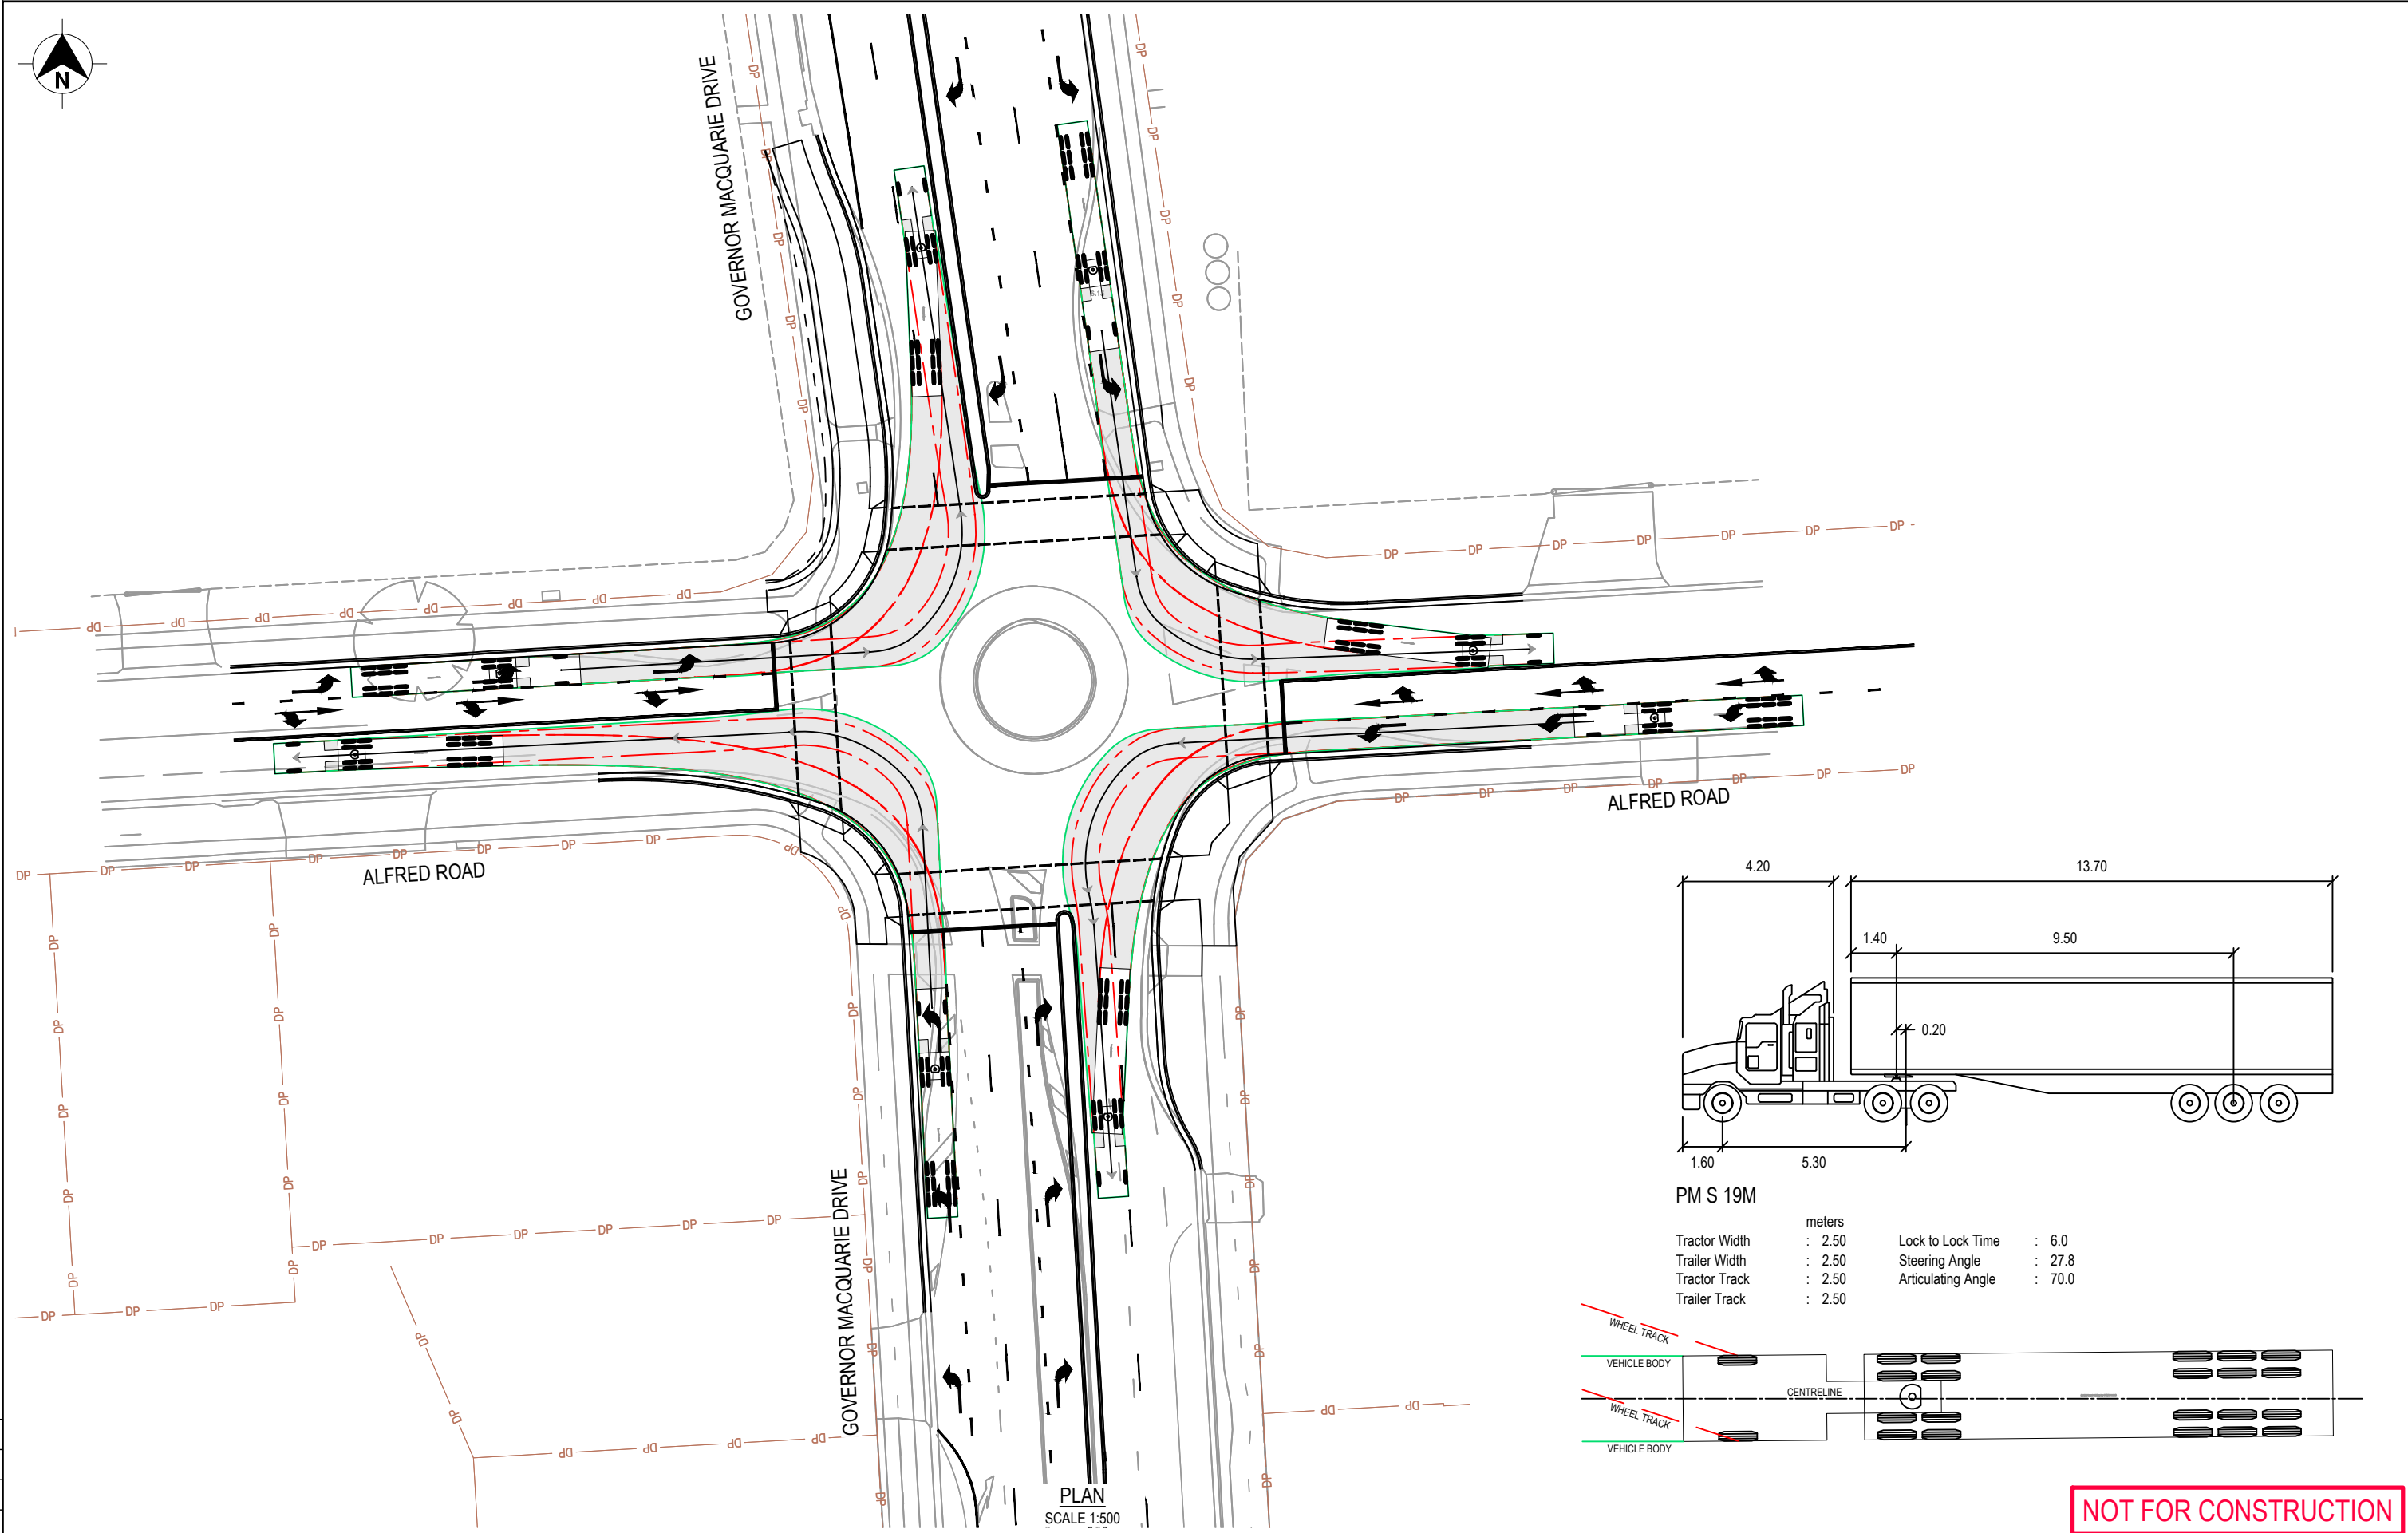 N
GOVERNOR MACQUARIE DRIVE
ALFRED ROAD
ALFRED ROAD
GOVERNOR MACQUARIE DRIVE
DP
4.20
13.70
1.40
9.50
0.20
1.60
5.30
PM S 19M
meters
Tractor Width : 2.50 Lock to Lock Time : 6.0
Trailer Width : 2.50 Steering Angle : 27.8
Tractor Track : 2.50 Articulating Angle : 70.0
Trailer Track : 2.50
WHEEL TRACK
VEHICLE BODY
CENTRELINE
WHEEL TRACK
VEHICLE BODY
PLAN
SCALE 1:500
NOT FOR CONSTRUCTION